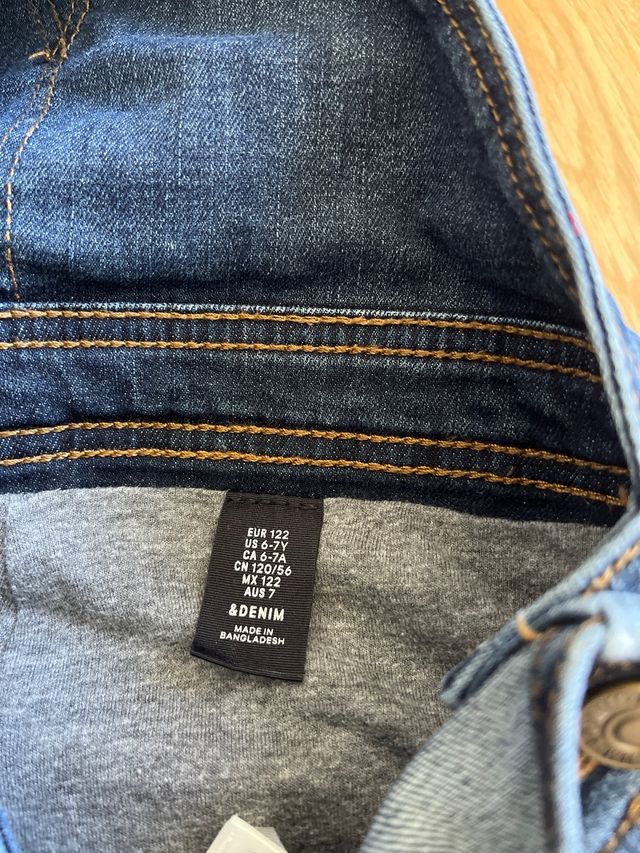 EUR 122
US 6-7Y
CA 6-7A
CN 120/56
MX 122
AUS 7
&DENIM
MADE IN
BANGLADESH